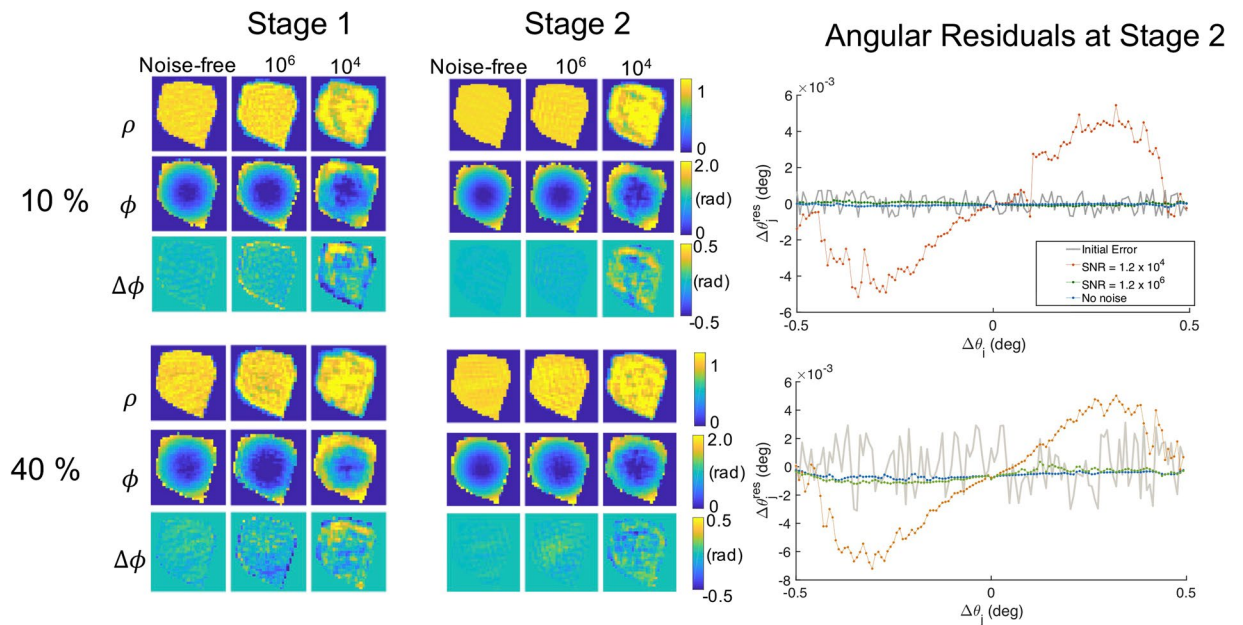 Stage 1
Stage 2
Angular Residuals at Stage 2
Noise-free 10⁶ 10⁴
Noise-free 10⁶ 10⁴
10 %
ρ
ϕ
Δϕ
1
0
2.0
(rad)
0
0.5
(rad)
-0.5
×10⁻³
6
4
2
0
-2
-4
-6
Δθⱼʳᵉˢ (deg)
-0.5 0 0.5
Δθⱼ (deg)
Initial Error
SNR = 1.2 x 10⁴
SNR = 1.2 x 10⁶
No noise
40 %
ρ
ϕ
Δϕ
1
0
2.0
(rad)
0
0.5
(rad)
-0.5
×10⁻³
6
4
2
0
-2
-4
-6
-8
Δθⱼʳᵉˢ (deg)
-0.5 0 0.5
Δθⱼ (deg)